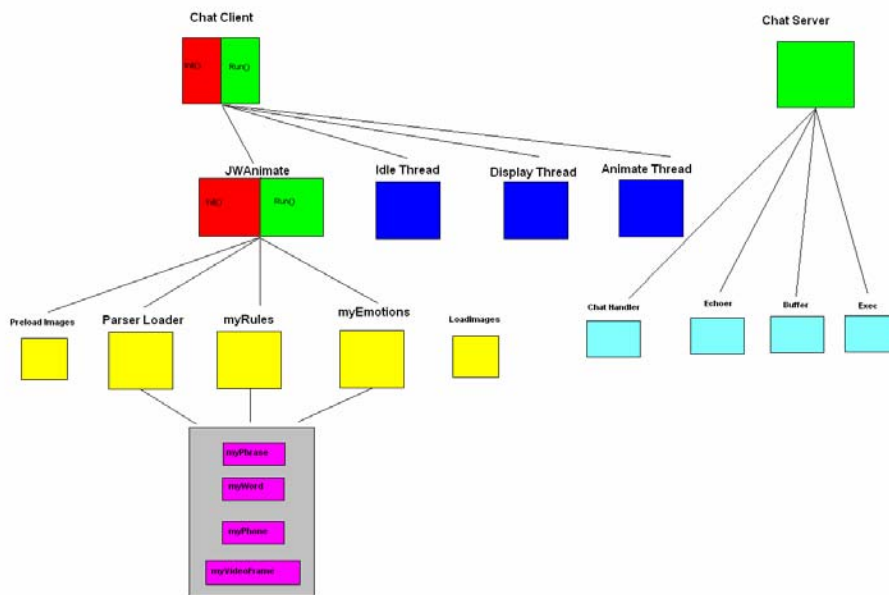 Chat Client
Chat Server
Init()
Run()
JWAnimate
Idle Thread
Display Thread
Animate Thread
Init()
Run()
Preload Images
Parser Loader
myRules
myEmotions
LoadImages
Chat Handler
Echoer
Buffer
Exec
myPhrase
myWord
myPhone
myVideoFrame